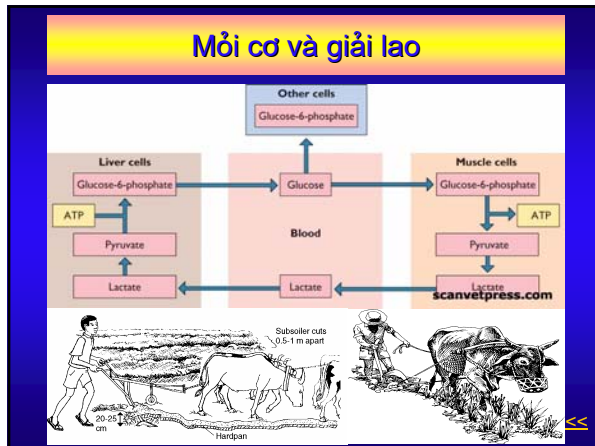 Mỏi cơ và giải lao
Other cells
Glucose-6-phosphate
Liver cells
Glucose-6-phosphate
ATP
Pyruvate
Lactate
Glucose
Blood
Lactate
Muscle cells
Glucose-6-phosphate
ATP
Pyruvate
Lactate
scanvetpress.com
Subsoiler cuts
0.5-1 m apart
20-25
cm
Hardpan
<<